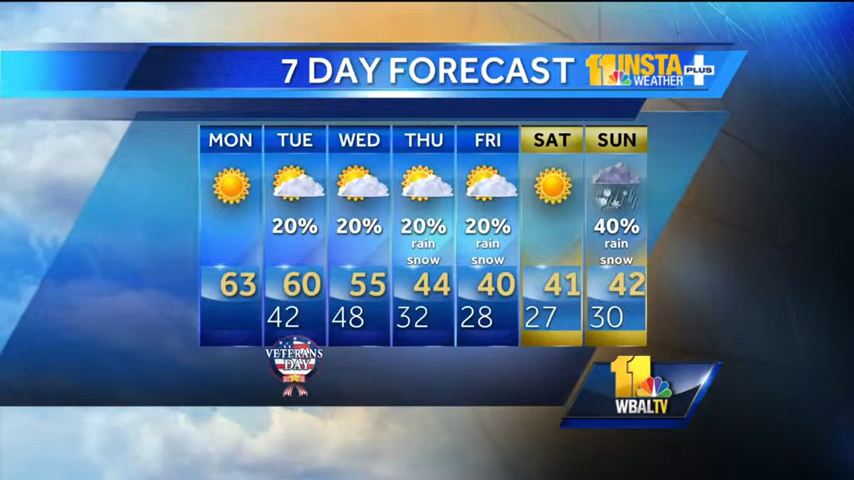 7 DAY FORECAST
11 INSTA
WEATHER PLUS
MON TUE WED THU FRI SAT SUN
20% 20% 20% 20% 40%
rain rain rain
snow snow snow
63 60 55 44 40 41 42
42 48 32 28 27 30
VETERANS
DAY
11
WBALTV